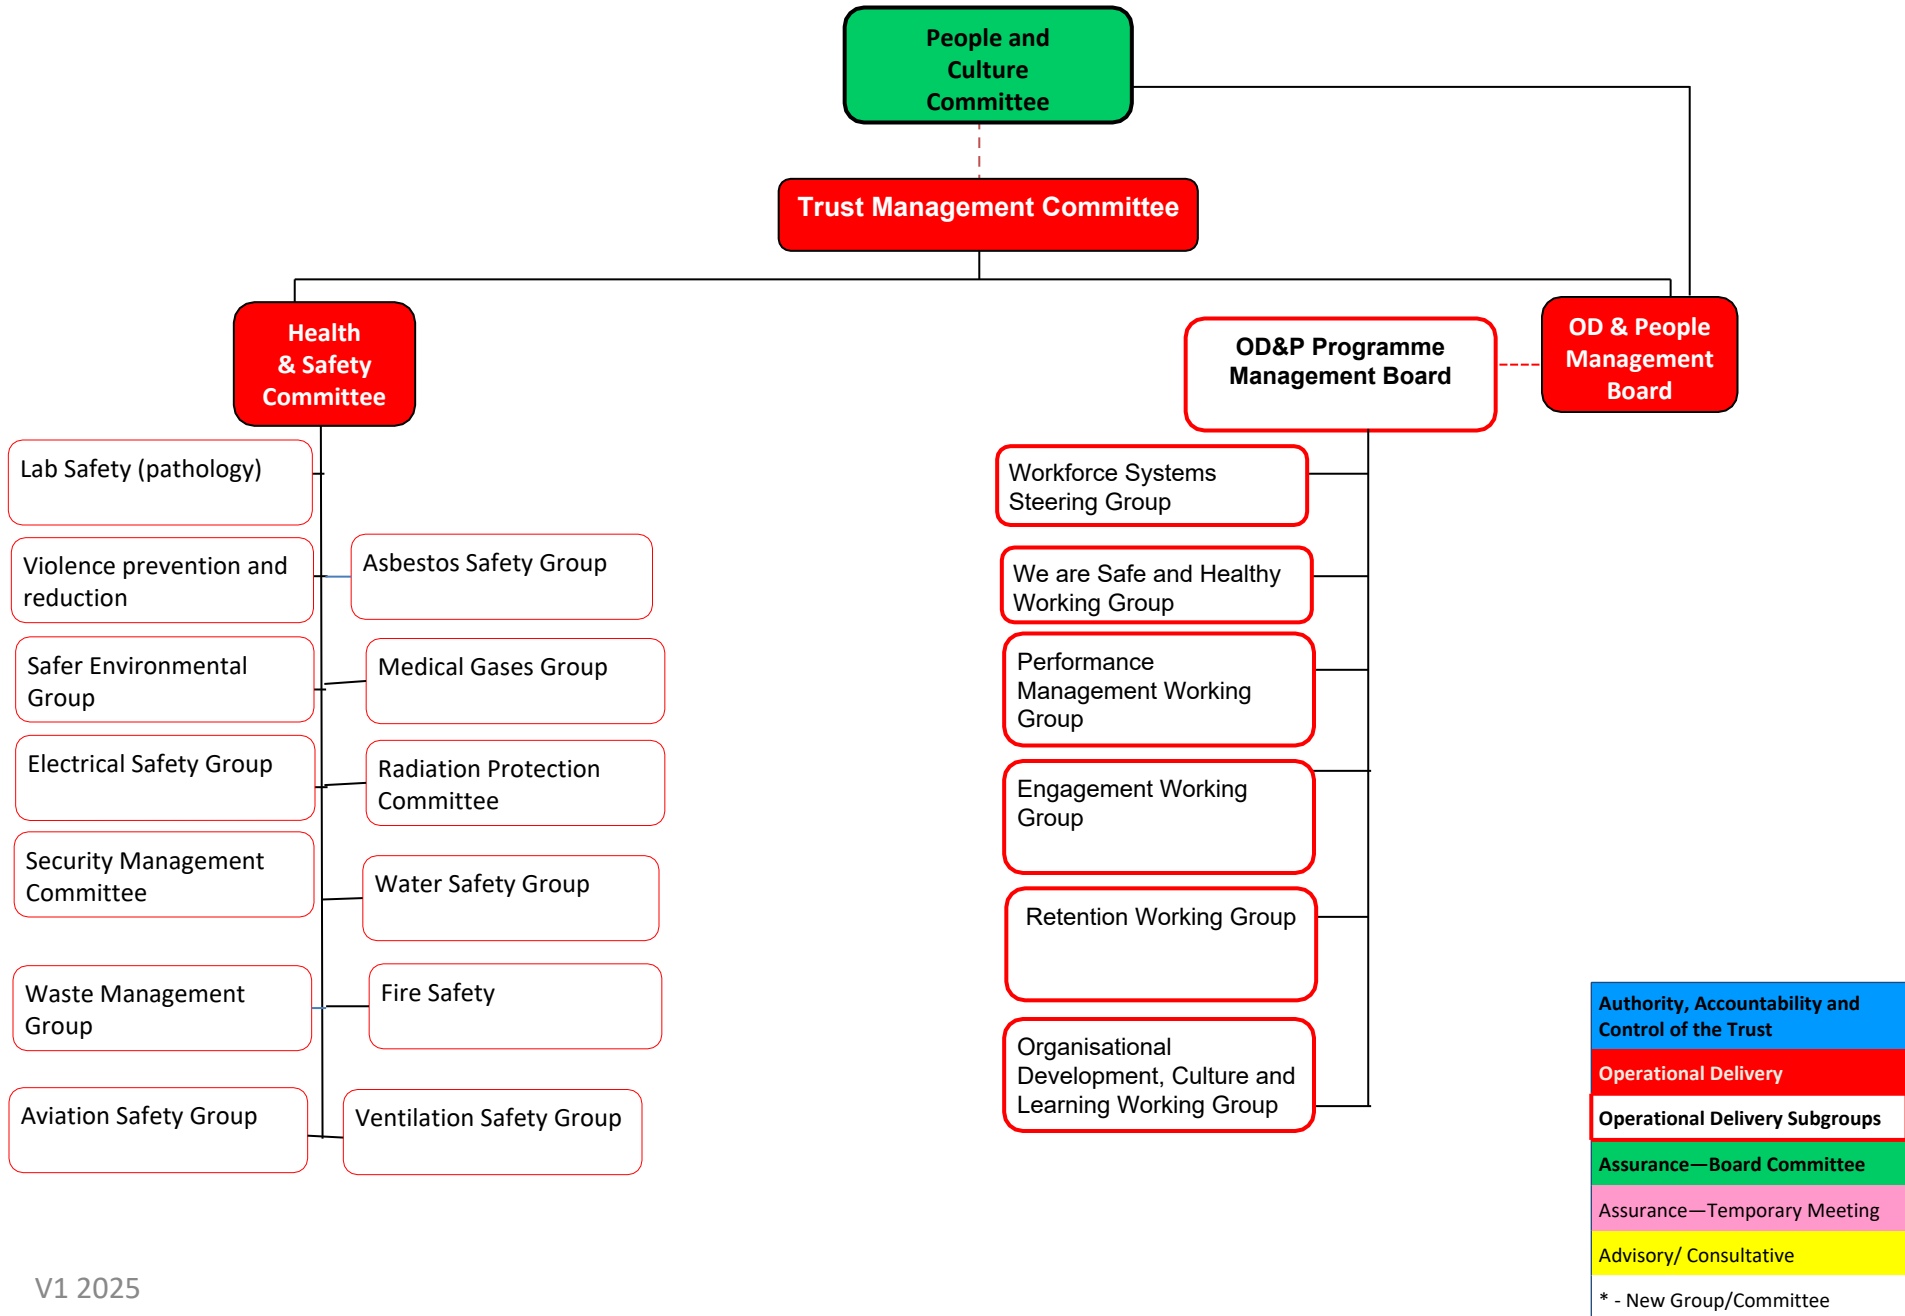 People and
Culture
Committee
Trust Management Committee
Health
& Safety
Committee
OD&P Programme
Management Board
OD & People
Management
Board
Lab Safety (pathology)
Violence prevention and
reduction
Asbestos Safety Group
Safer Environmental
Group
Medical Gases Group
Electrical Safety Group
Radiation Protection
Committee
Security Management
Committee
Water Safety Group
Waste Management
Group
Fire Safety
Aviation Safety Group
Ventilation Safety Group
Workforce Systems
Steering Group
We are Safe and Healthy
Working Group
Performance
Management Working
Group
Engagement Working
Group
Retention Working Group
Organisational
Development, Culture and
Learning Working Group
Authority, Accountability and
Control of the Trust
Operational Delivery
Operational Delivery Subgroups
Assurance—Board Committee
Assurance—Temporary Meeting
Advisory/ Consultative
* - New Group/Committee
V1 2025